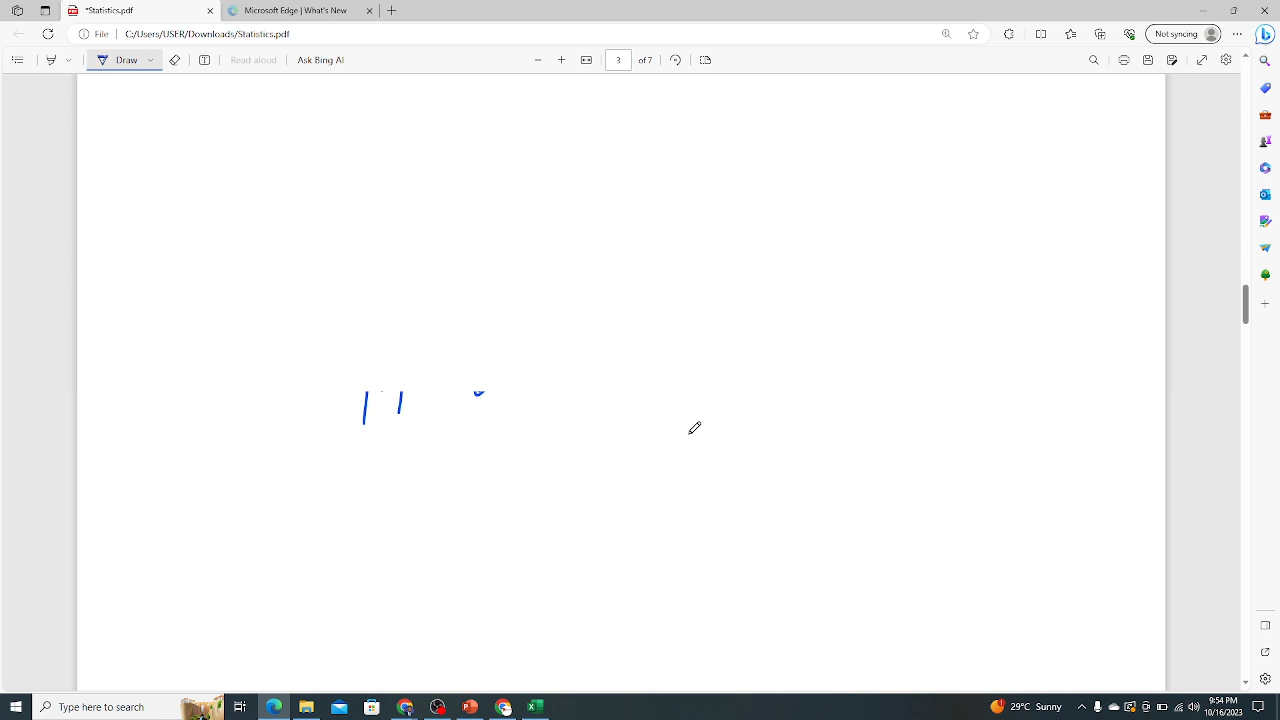 *Statistics.pdf
Microsoft Edge | What's New
File
C:/Users/USER/Downloads/Statistics.pdf
Not syncing
Draw
Read aloud
Ask Bing AI
3 of 7
Type here to search
29°C Sunny
9:54 PM
10/16/2023